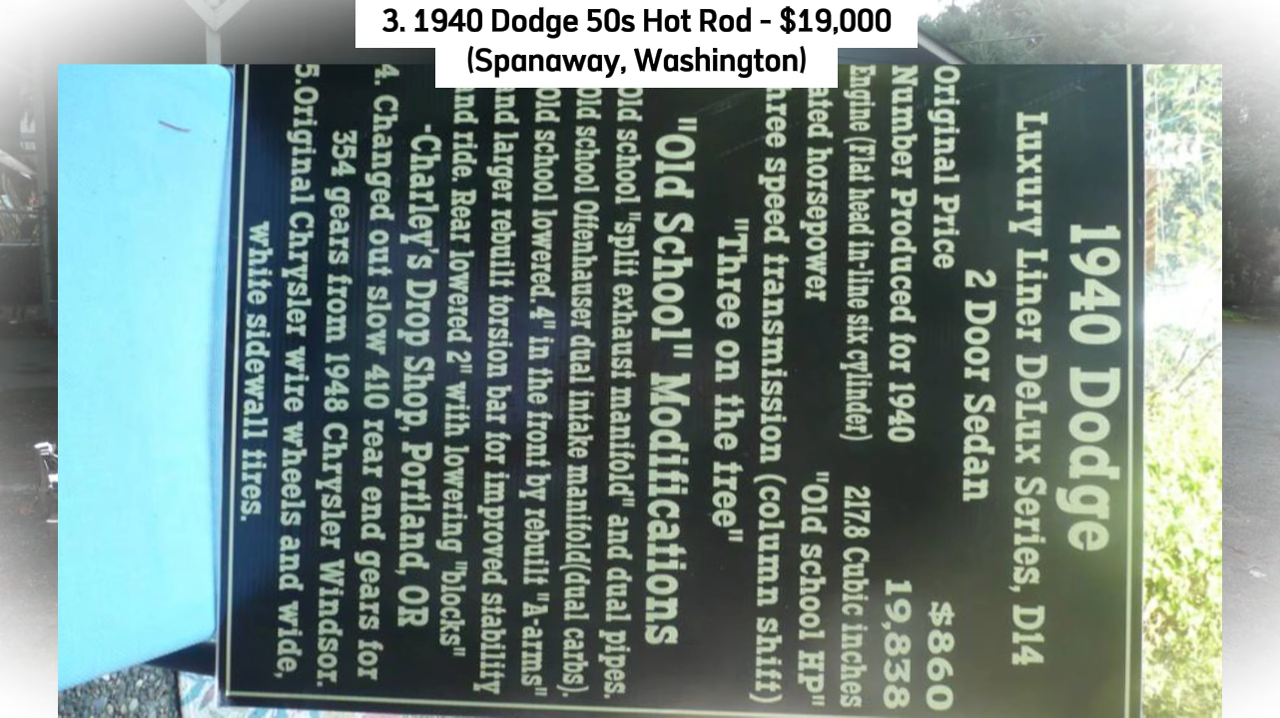 3. 1940 Dodge 50s Hot Rod - $19,000
(Spanaway, Washington)
1940 Dodge
Luxury Liner DeLux Series, D14
2 Door Sedan
Original Price $860
Number Produced for 1940 19,838
Engine (Flat head in-line six cylinder) 217.8 Cubic inches
ated horsepower "Old school HP"
hree speed transmission (column shift)
"Three on the tree"
"Old School" Modifications
Old school "split exhaust manifold" and dual pipes.
Old school Offenhauser dual intake manifold(dual carbs).
Old school lowered 4" in the front by rebuilt "A-arms"
and larger rebuilt torsion bar for improved stability
and ride. Rear lowered 2" with lowering "blocks"
-Charley's Drop Shop, Portland, OR
4. Changed out slow 410 rear end gears for
354 gears from 1948 Chrysler Windsor.
5.Original Chrysler wire wheels and wide,
white sidewall tires.